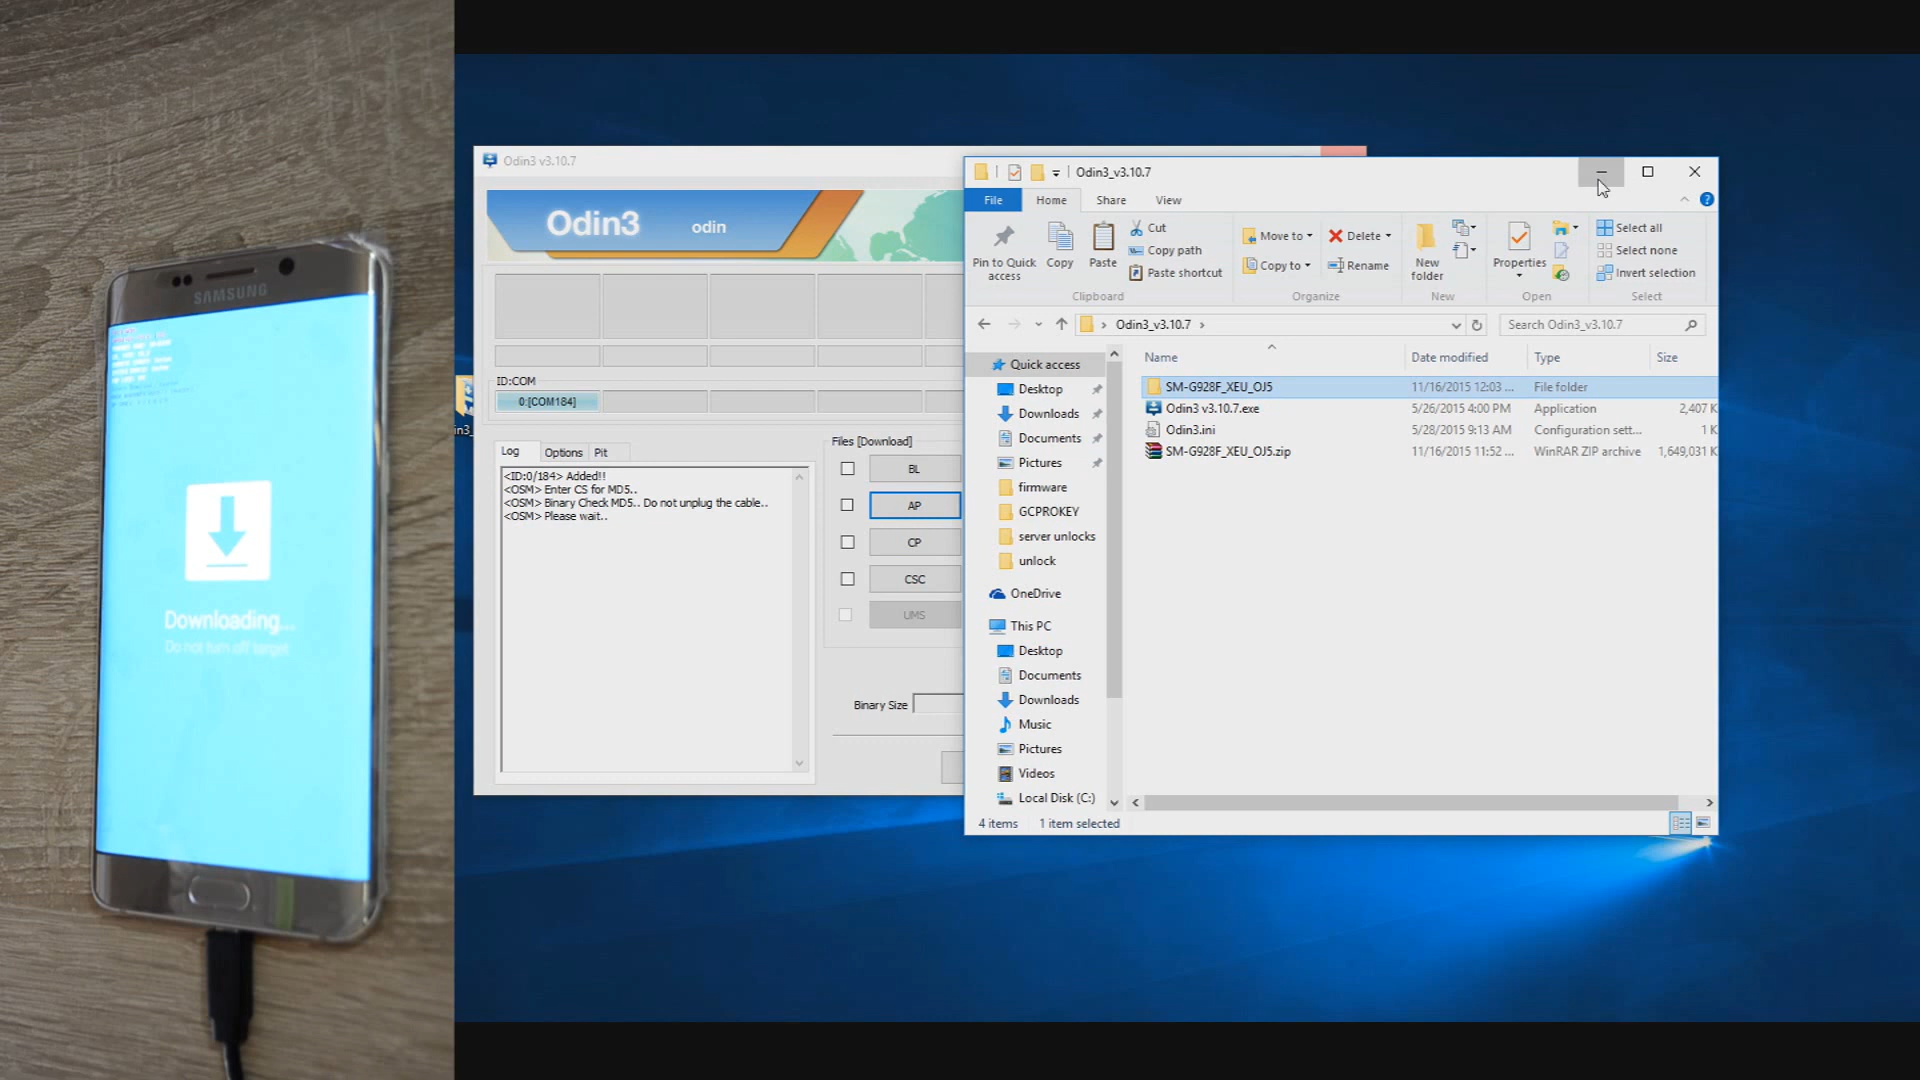 SAMSUNG
Downloading...
Do not turn off target
Odin3 v3.10.7
Odin3
odin
ID:COM
0:[COM184]
Log
Options
Pit
<ID:0/184> Added!!
<OSM> Enter CS for MD5..
<OSM> Binary Check MD5.. Do not unplug the cable..
<OSM> Please wait..
Files [Download]
BL
AP
CP
CSC
UMS
Binary Size
Odin3_v3.10.7
File
Home
Share
View
Pin to Quick
access
Copy
Paste
Cut
Copy path
Paste shortcut
Clipboard
Move to
Copy to
Delete
Rename
Organize
New
folder
New
Properties
Open
Select all
Select none
Invert selection
Select
Odin3_v3.10.7
Search Odin3_v3.10.7
Quick access
Desktop
Downloads
Documents
Pictures
firmware
GCPROKEY
server unlocks
unlock
OneDrive
This PC
Desktop
Documents
Downloads
Music
Pictures
Videos
Local Disk (C:)
Name Date modified Type Size
SM-G928F_XEU_OJ5 11/16/2015 12:03 ... File folder
Odin3 v3.10.7.exe 5/26/2015 4:00 PM Application 2,407 K
Odin3.ini 5/28/2015 9:13 AM Configuration sett... 1 K
SM-G928F_XEU_OJ5.zip 11/16/2015 11:52 ... WinRAR ZIP archive 1,649,031 K
4 items 1 item selected
in3_